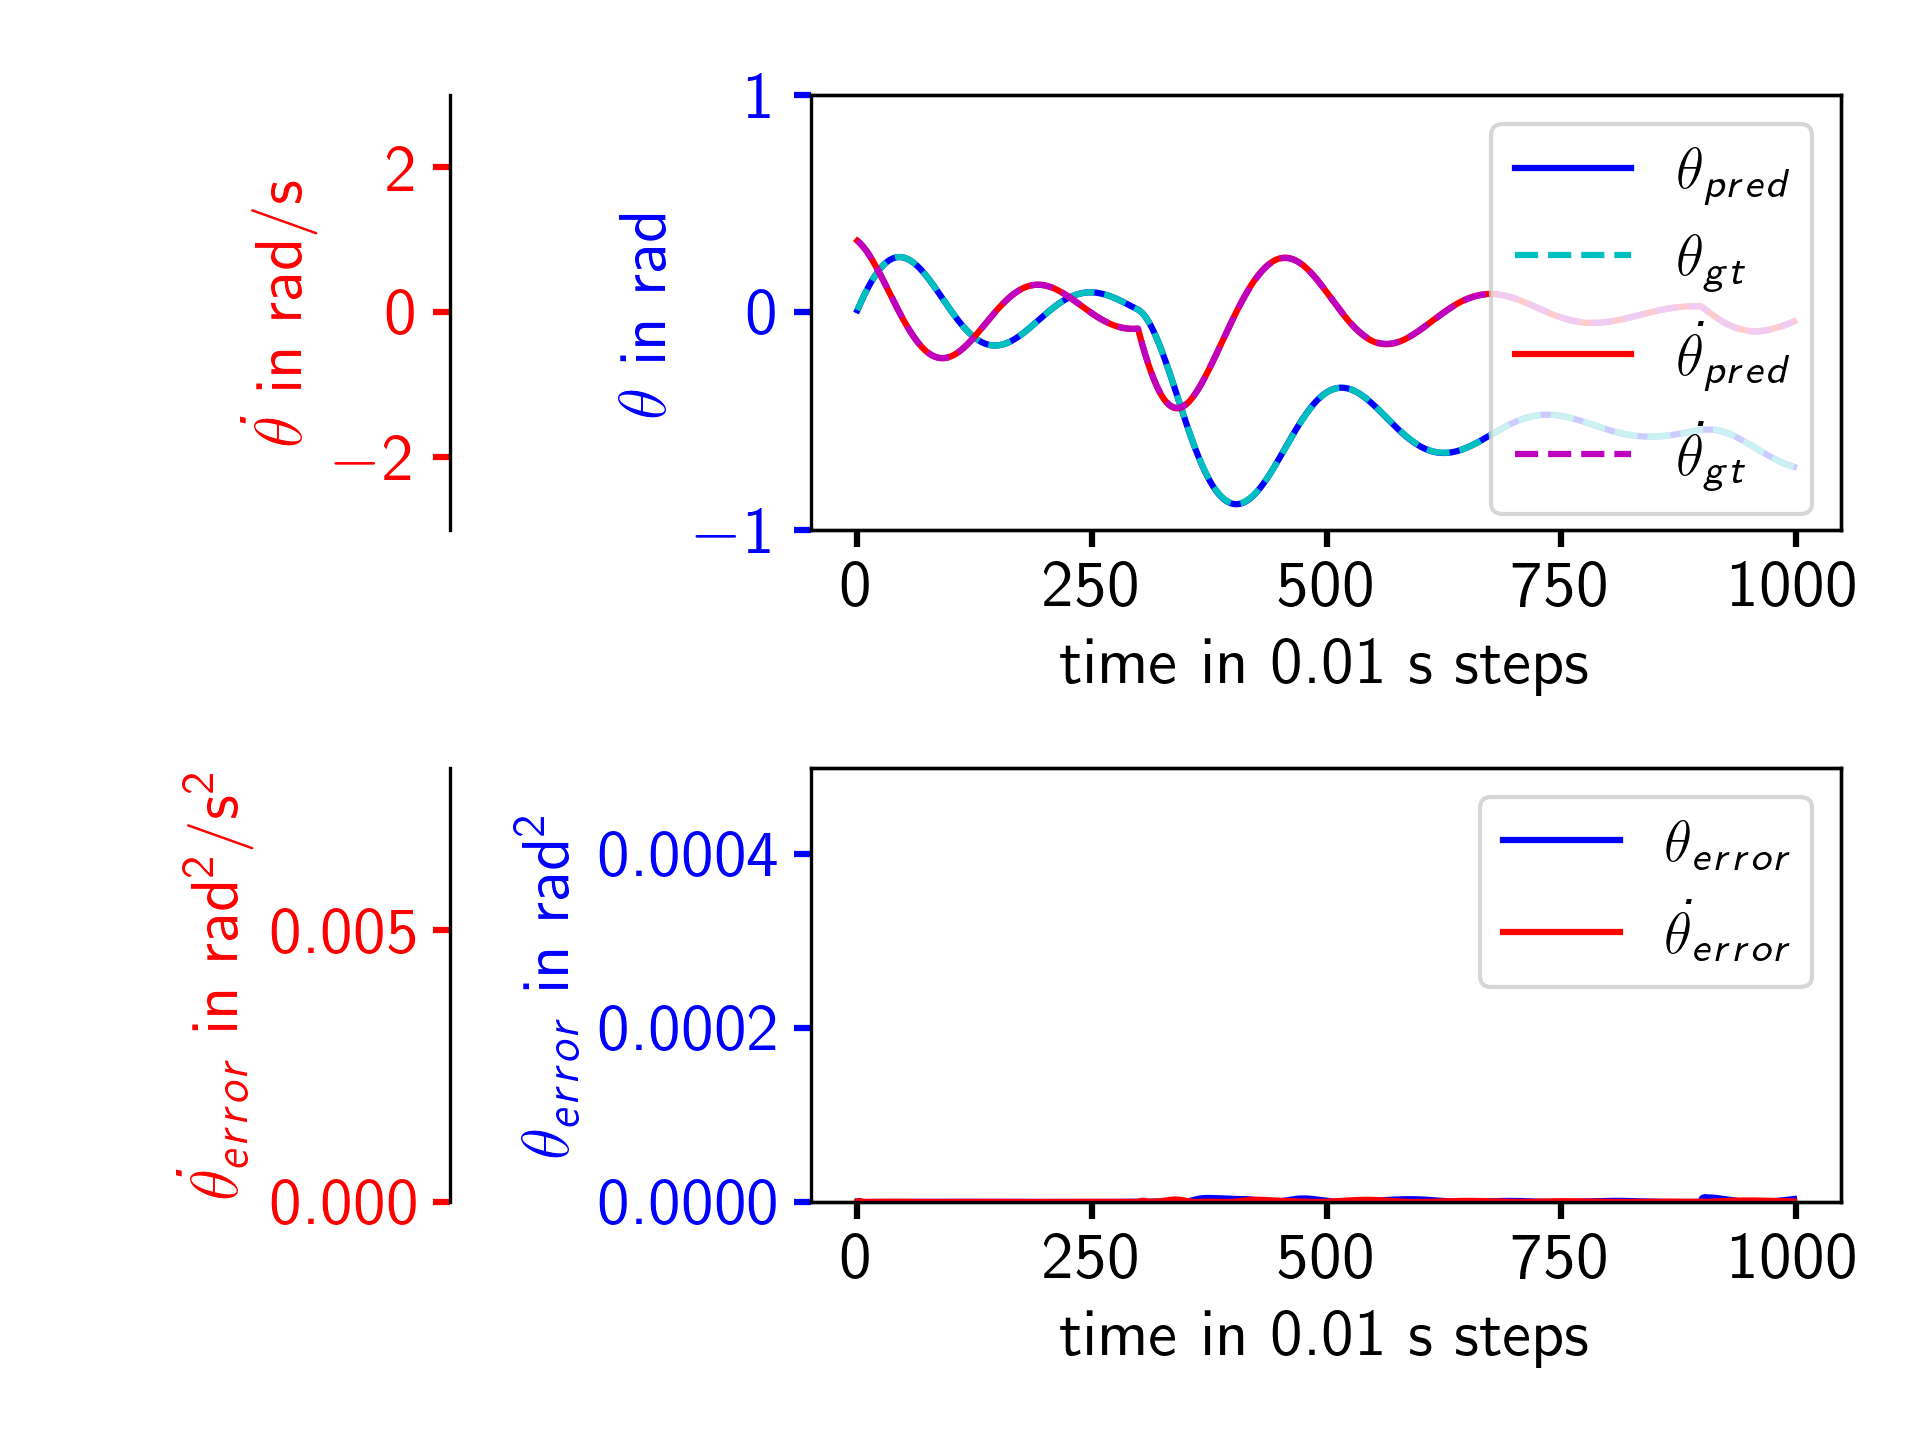 θ̇ in rad/s
2
0
−2
θ in rad
1
0
−1
θ_pred
θ_gt
θ̇_pred
θ̇_gt
0 250 500 750 1000
time in 0.01 s steps
θ̇_error in rad²/s²
0.005
0.000
θ_error in rad²
0.0004
0.0002
0.0000
θ_error
θ̇_error
0 250 500 750 1000
time in 0.01 s steps